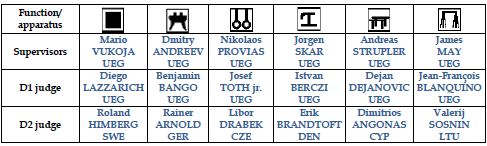 Function/
apparatus
Supervisors
Mario
VUKOJA
UEG
Dmitry
ANDREEV
UEG
Nikolaos
PROVIAS
UEG
Jorgen
SKAR
UEG
Andreas
STRUPLER
UEG
James
MAY
UEG
D1 judge
Diego
LAZZARICH
UEG
Benjamin
BANGO
UEG
Josef
TOTH jr.
UEG
Istvan
BERCZI
UEG
Dejan
DEJANOVIC
UEG
Jean-François
BLANQUINO
UEG
D2 judge
Roland
HIMBERG
SWE
Rainer
ARNOLD
GER
Libor
DRABEK
CZE
Erik
BRANDTOFT
DEN
Dimitrios
ANGONAS
CYP
Valerij
SOSNIN
LTU